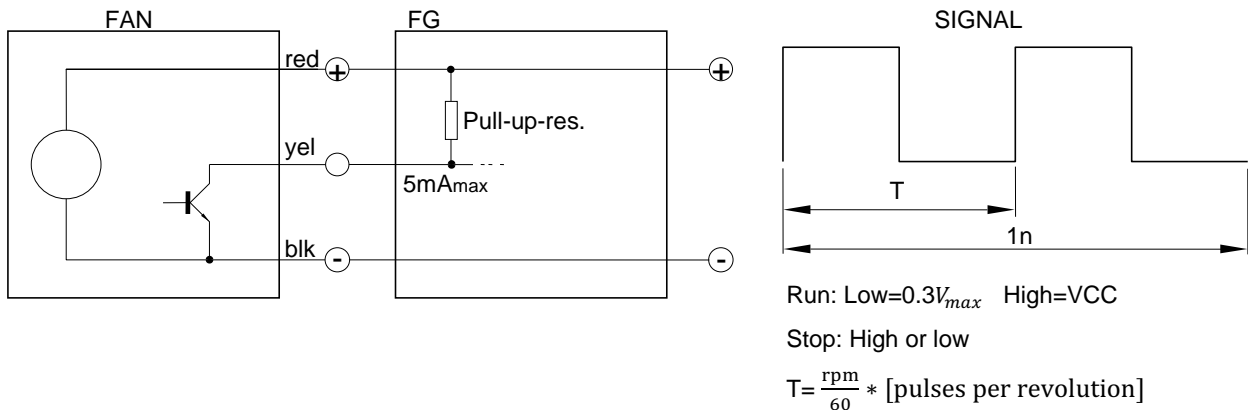 FAN
FG
SIGNAL
red
+
+
yel
Pull-up-res.
5mAmax
blk
-
-
T
1n
Run: Low=0.3Vmax High=VCC
Stop: High or low
T= rpm/60 * [pulses per revolution]